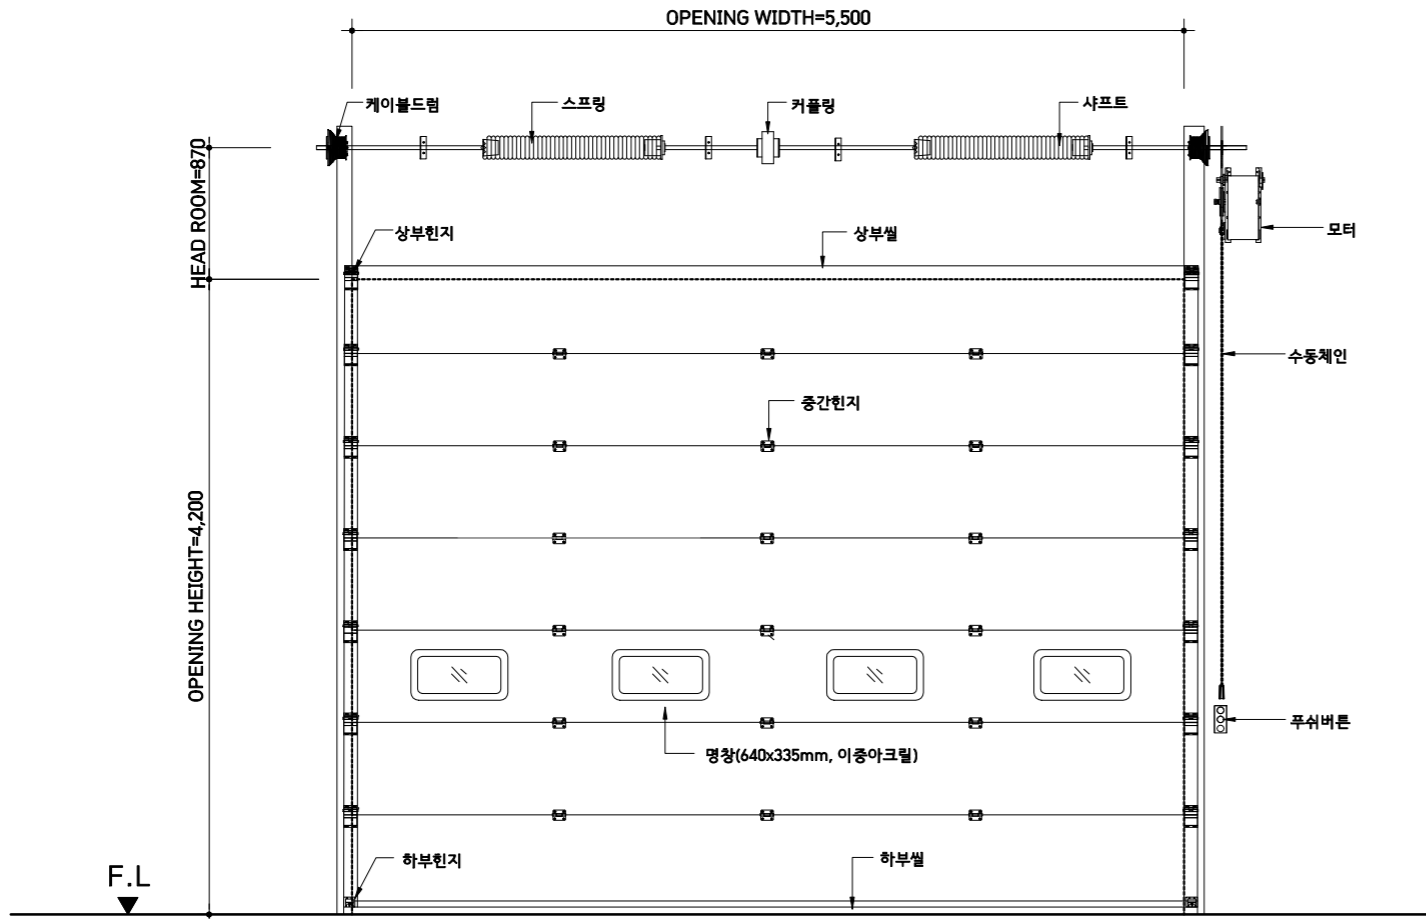 OPENING WIDTH=5,500
케이블드럼
스프링
커플링
샤프트
HEAD ROOM=870
상부힌지
상부씰
모터
수동체인
중간힌지
OPENING HEIGHT=4,200
푸쉬버튼
명창(640x335mm, 이중아크릴)
하부힌지
하부씰
F.L